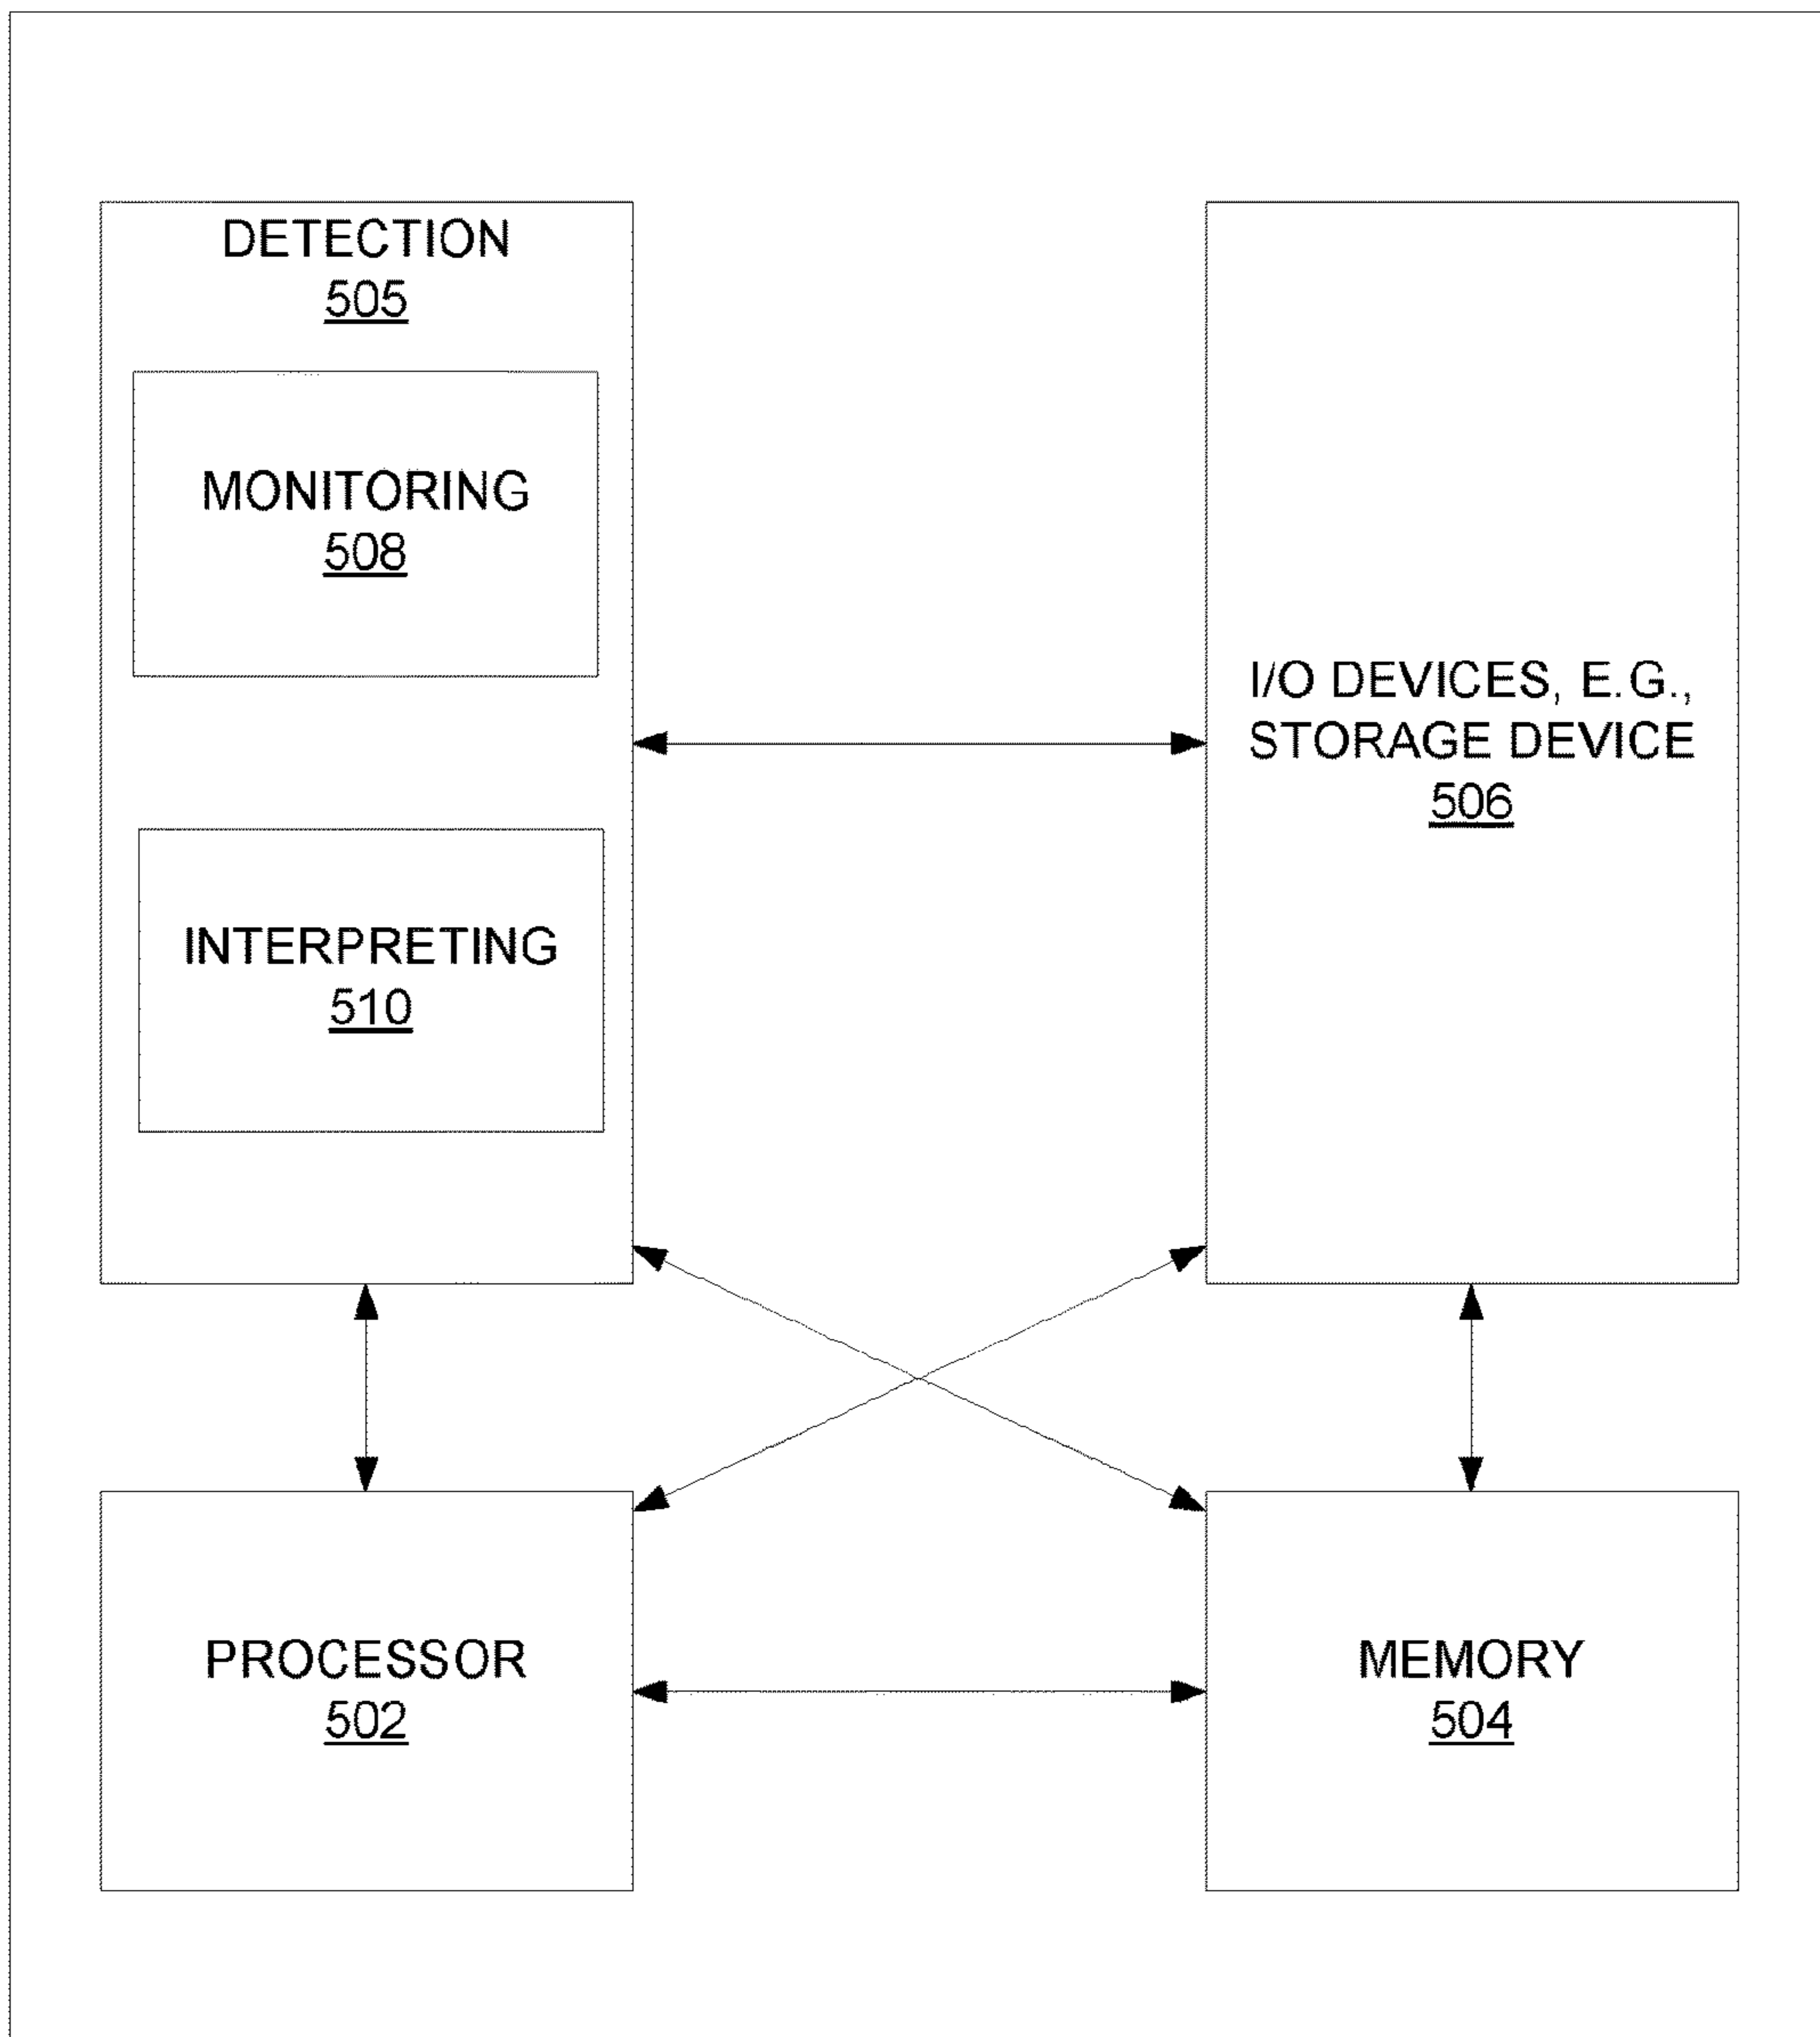 DETECTION
505
MONITORING
508
INTERPRETING
510
I/O DEVICES, E.G.,
STORAGE DEVICE
506
PROCESSOR
502
MEMORY
504